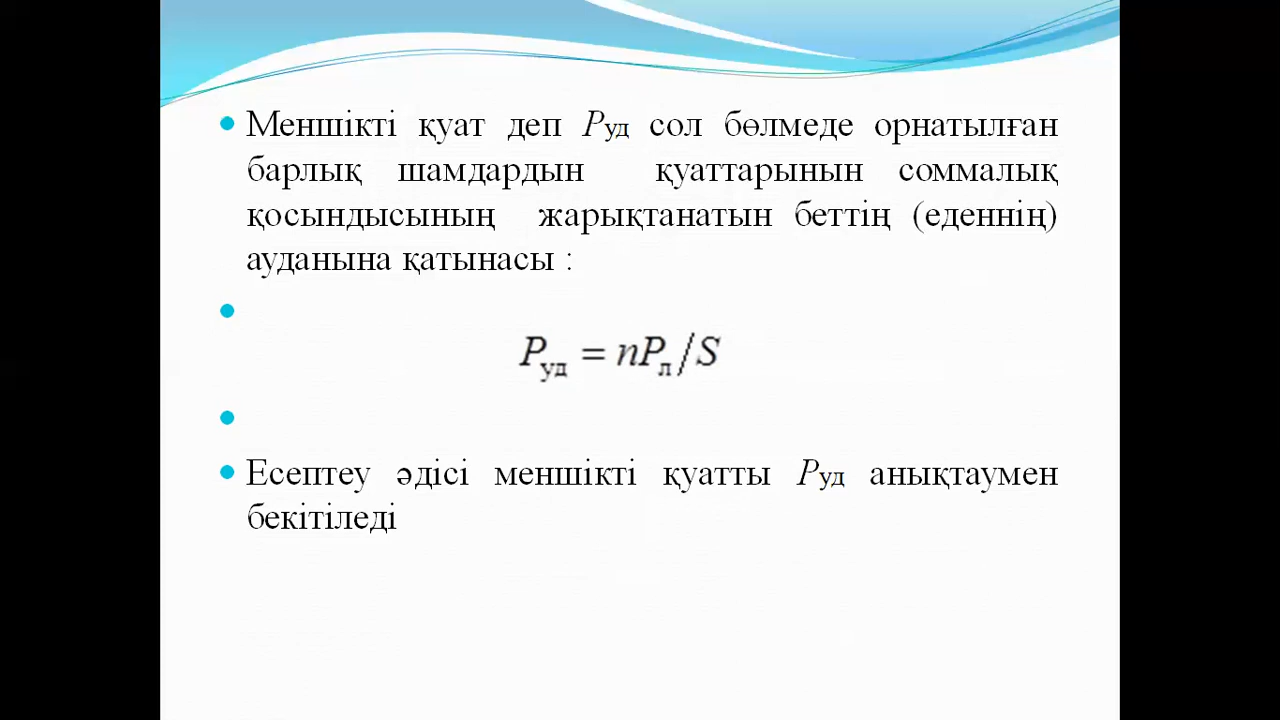 Меншікті қуат деп Руд сол бөлмеде орнатылған
барлық шамдардын қуаттарынын соммалық
қосындысының жарықтанатын беттің (еденнің)
ауданына қатынасы :
Руд = nРл/S
Есептеу әдісі меншікті қуатты Руд анықтаумен
бекітіледі